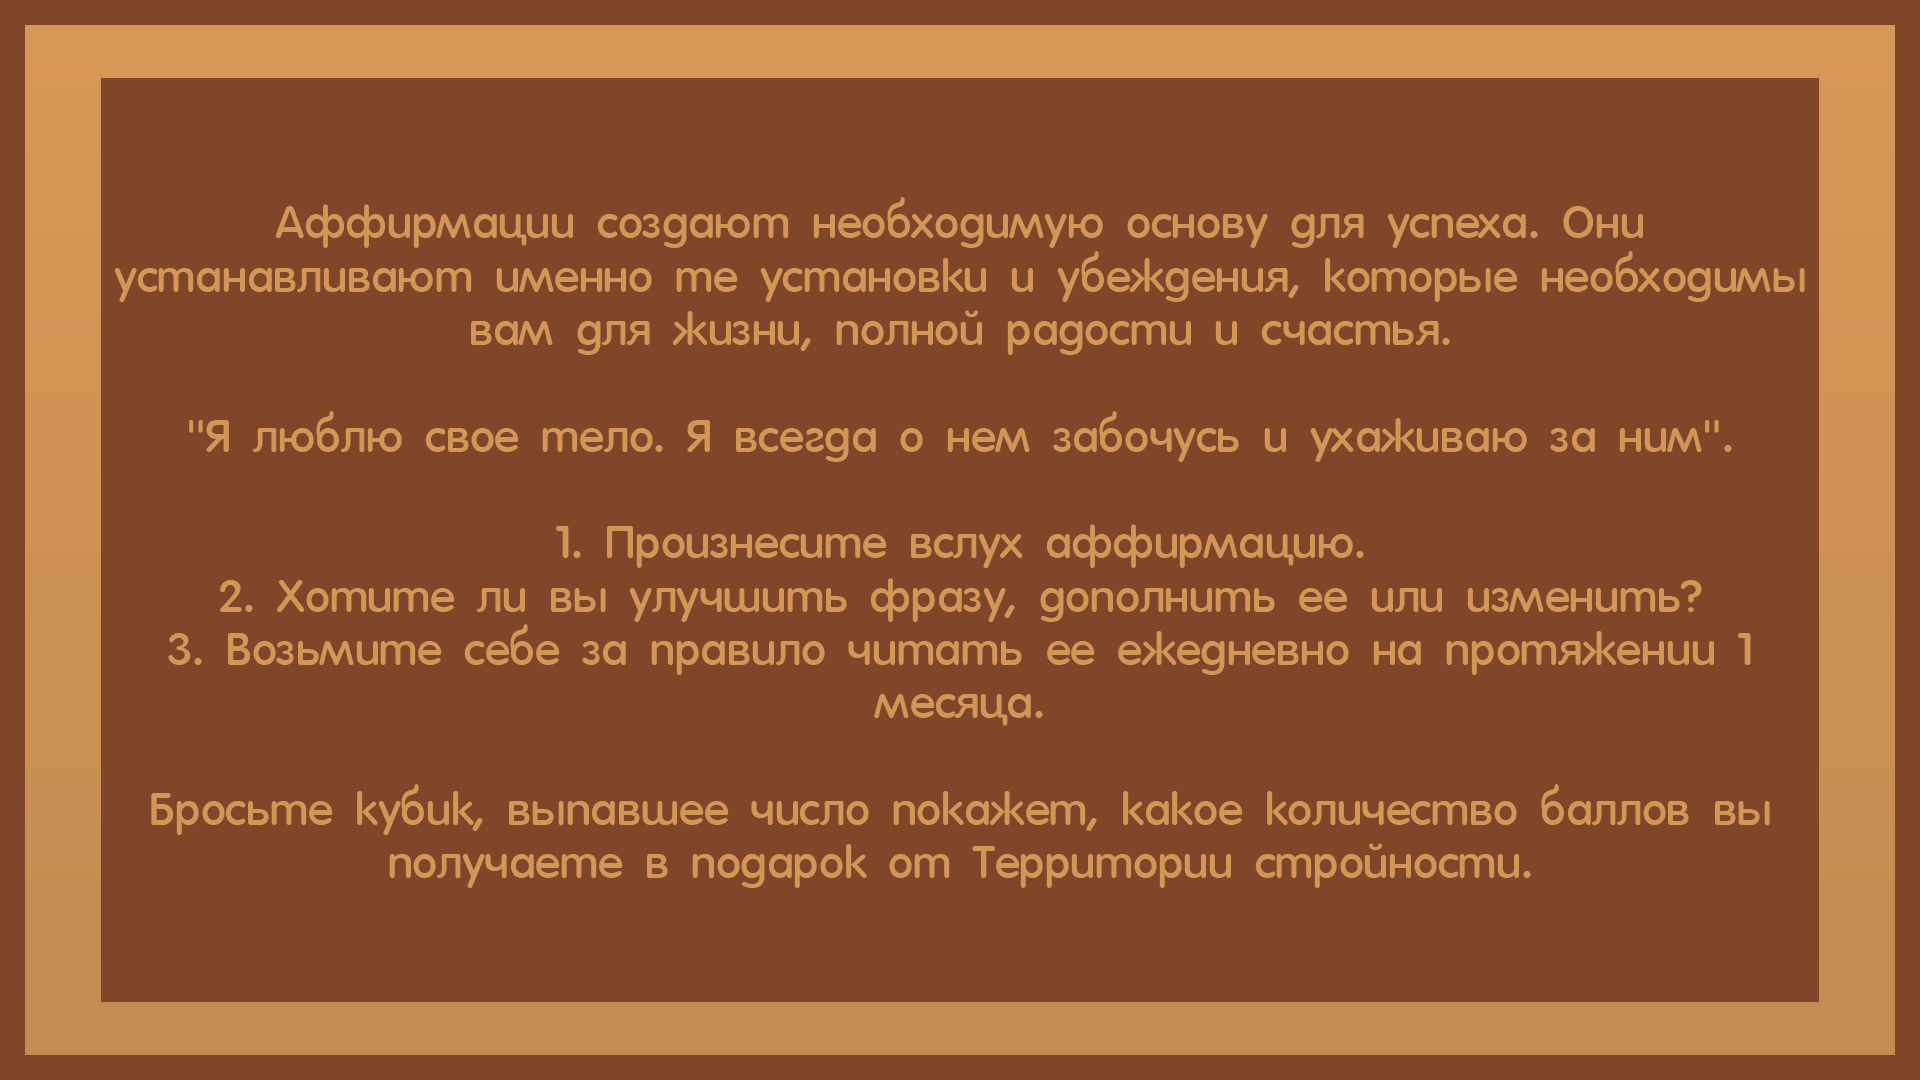 Аффирмации создают необходимую основу для успеха. Они
устанавливают именно те установки и убеждения, которые необходимы
вам для жизни, полной радости и счастья.
"Я люблю свое тело. Я всегда о нем забочусь и ухаживаю за ним".
1. Произнесите вслух аффирмацию.
2. Хотите ли вы улучшить фразу, дополнить ее или изменить?
3. Возьмите себе за правило читать ее ежедневно на протяжении 1
месяца.
Бросьте кубик, выпавшее число покажет, какое количество баллов вы
получаете в подарок от Территории стройности.